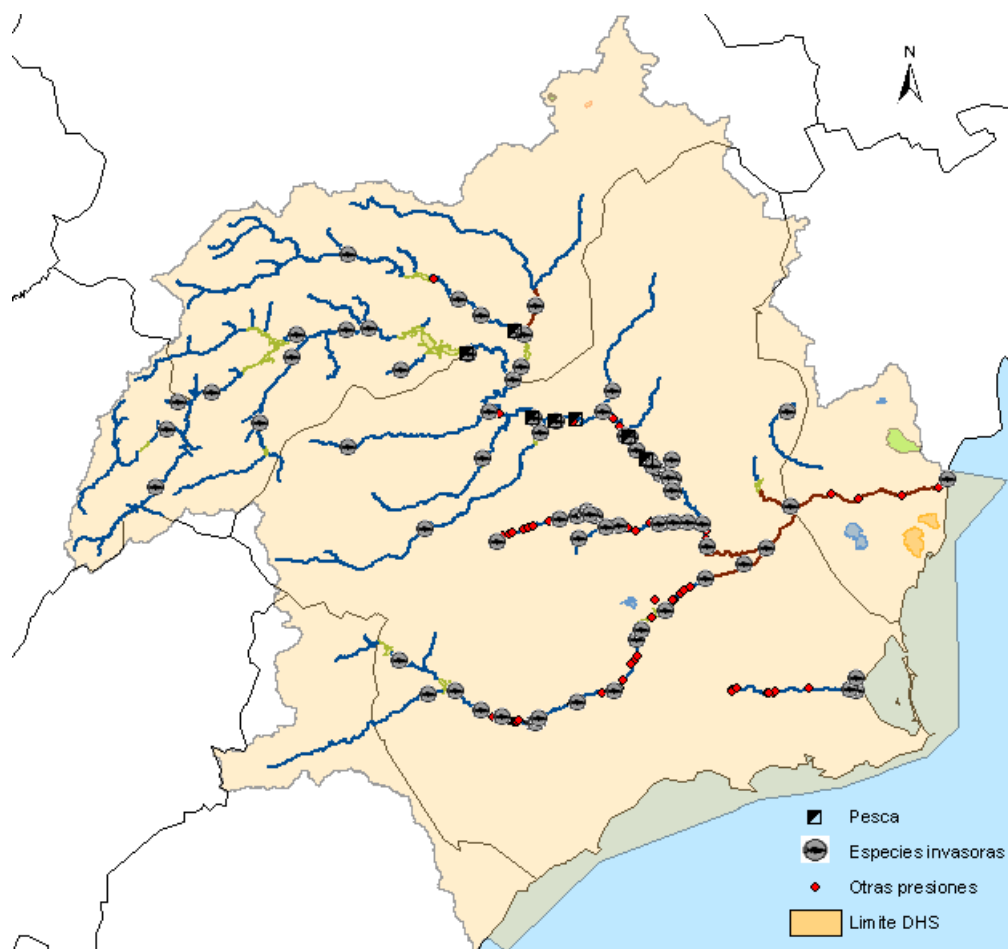 N
Pesca
Especies invasoras
Otras presiones
Limite DHS